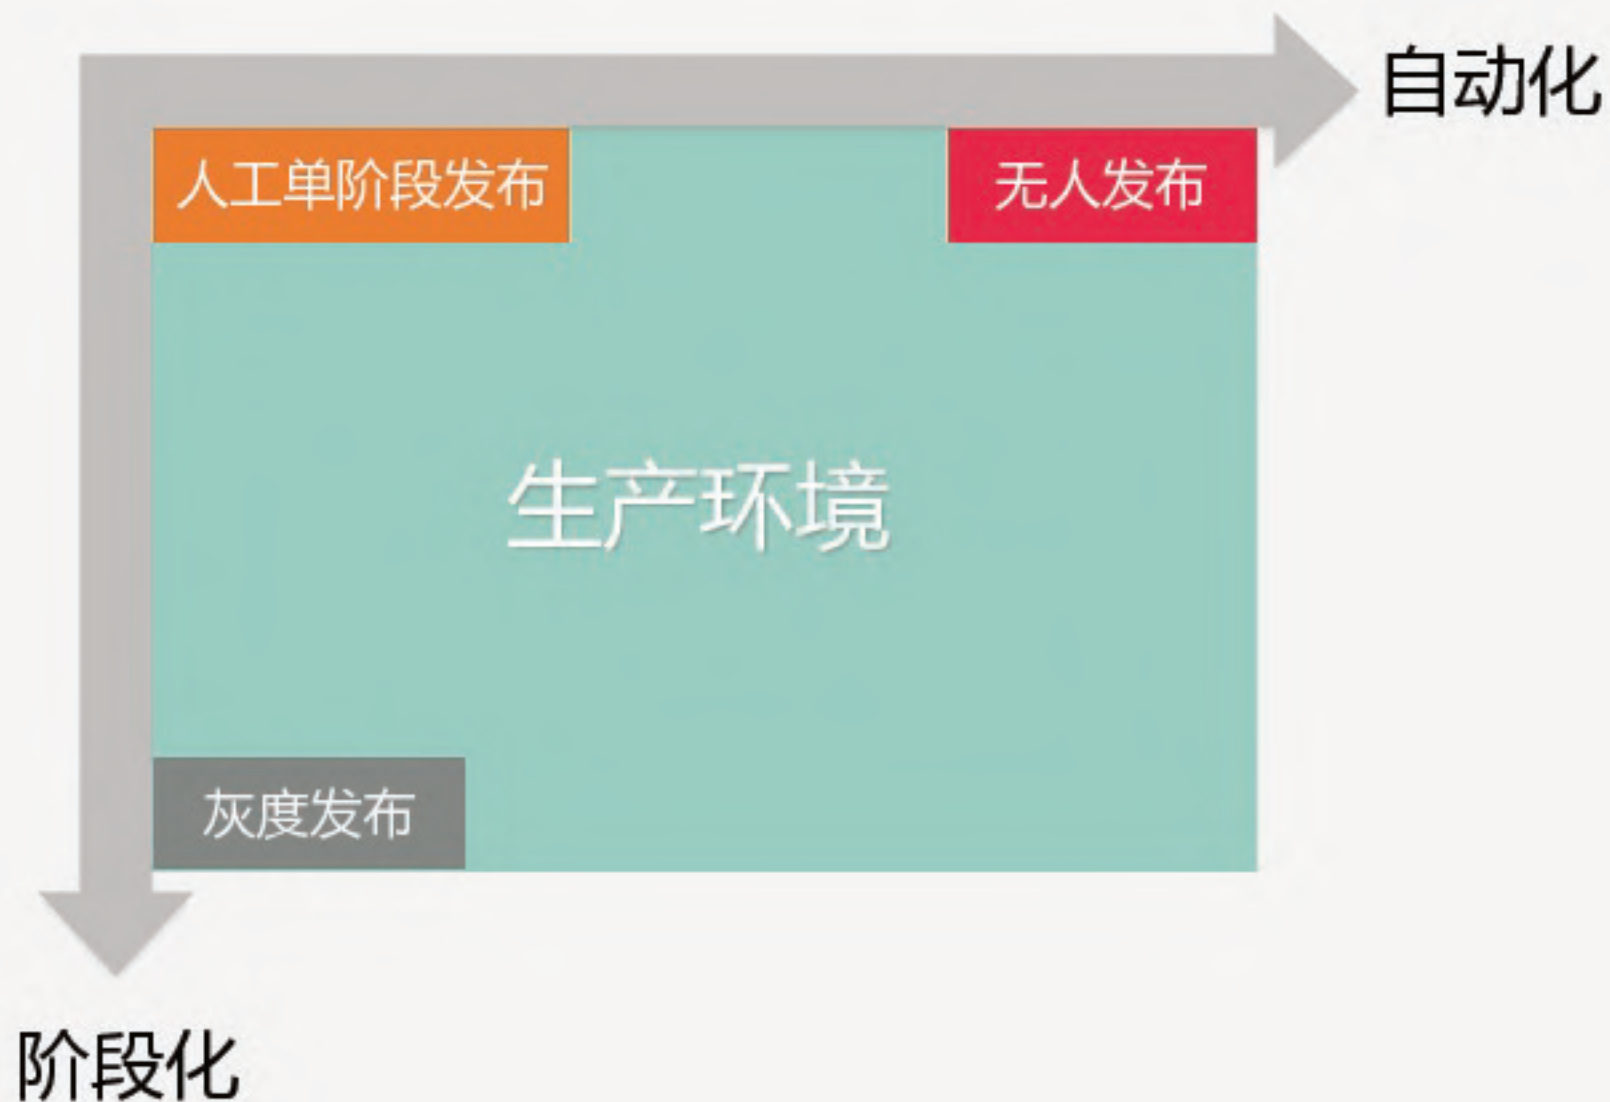 自动化
人工单阶段发布
无人发布
生产环境
灰度发布
阶段化